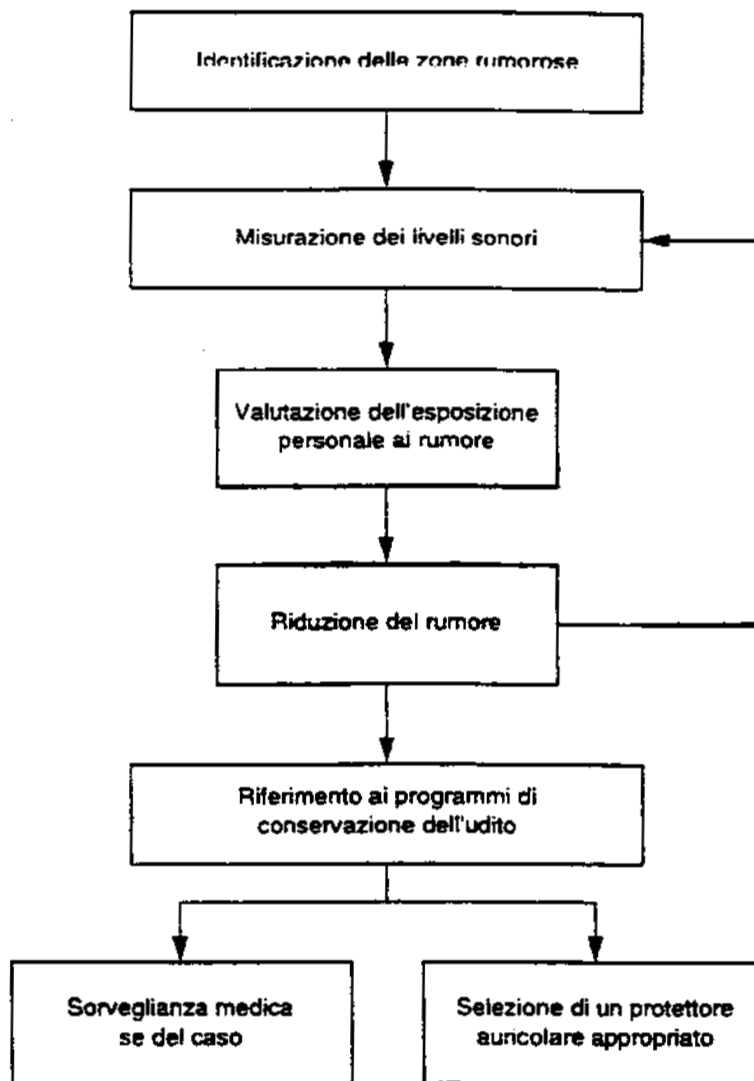 Identificazione delle zone rumorose
Misurazione dei livelli sonori
Valutazione dell'esposizione
personale al rumore
Riduzione del rumore
Riferimento ai programmi di
conservazione dell'udito
Sorveglianza medica
se del caso
Selezione di un protettore
auricolare appropriato